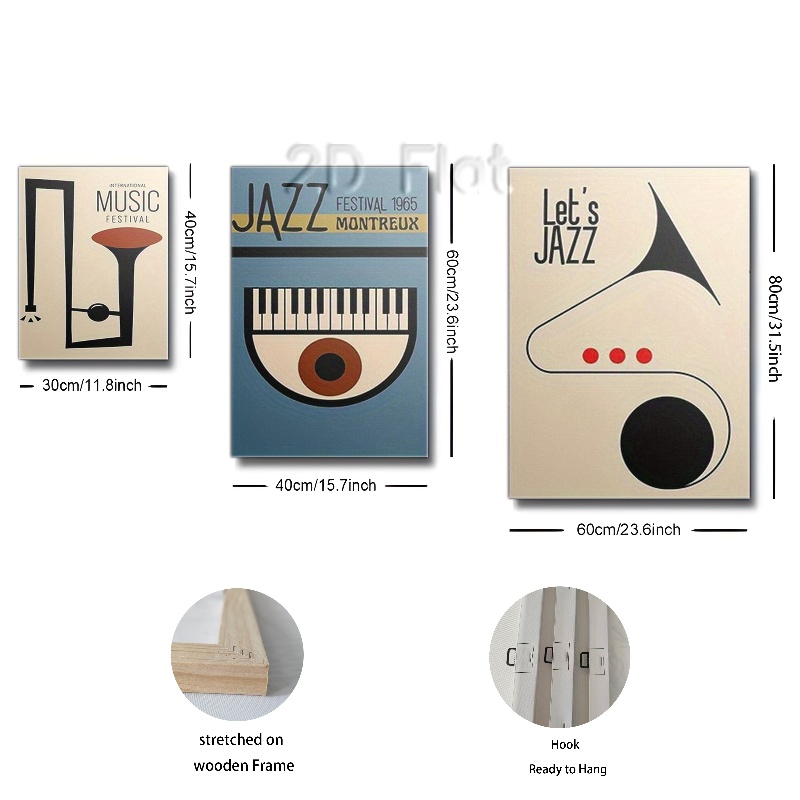 2D Flat
INTERNATIONAL
MUSIC
FESTIVAL
40cm/15.7inch
30cm/11.8inch
JAZZ
FESTIVAL 1965
MONTREUX
60cm/23.6inch
40cm/15.7inch
Let's
JAZZ
80cm/31.5inch
60cm/23.6inch
stretched on
wooden Frame
Hook
Ready to Hang